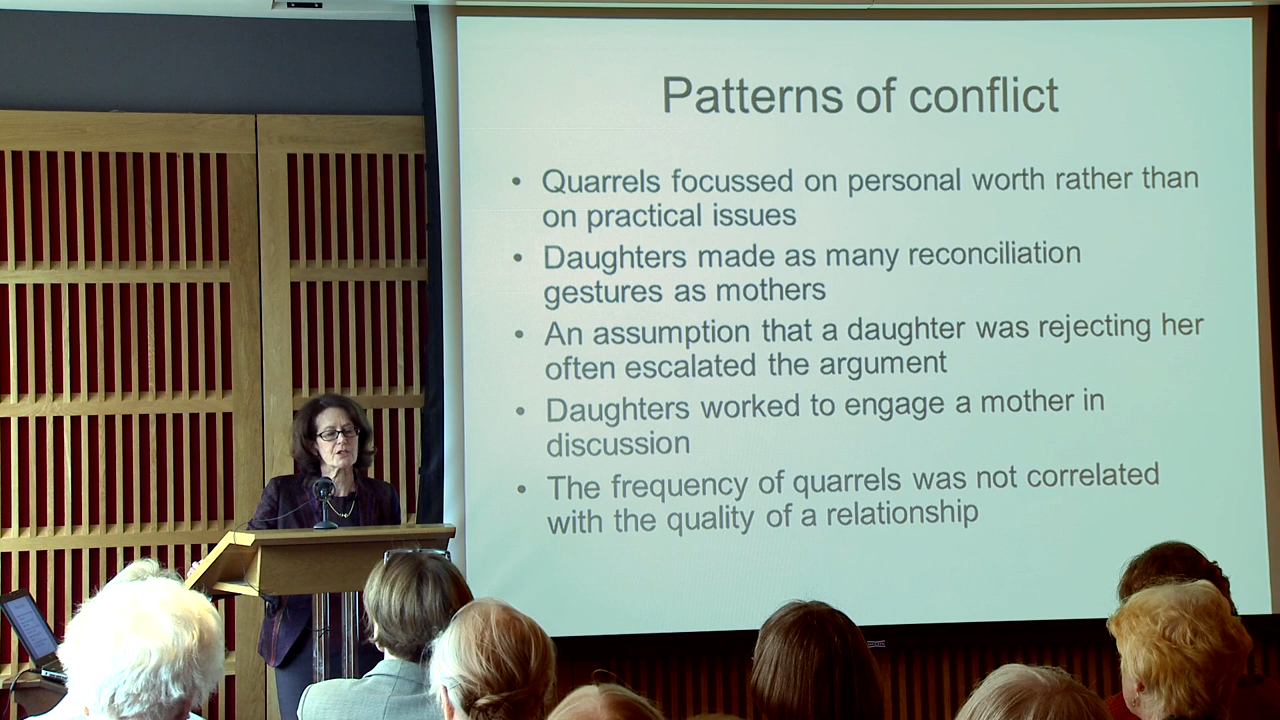 Patterns of conflict
• Quarrels focussed on personal worth rather than
on practical issues
• Daughters made as many reconciliation
gestures as mothers
• An assumption that a daughter was rejecting her
often escalated the argument
• Daughters worked to engage a mother in
discussion
• The frequency of quarrels was not correlated
with the quality of a relationship